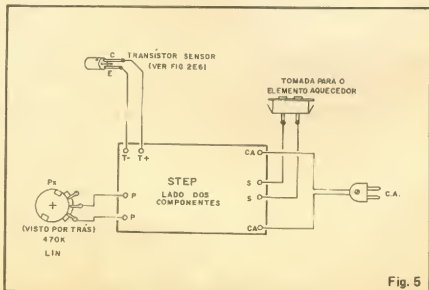 C
E
TRANSÍSTOR SENSOR
(VER FIG 2E6)
TOMADA PARA O
ELEMENTO AQUECEDOR
T- T+
CA
STEP
LADO DOS
COMPONENTES
S
S
P
P
CA
C.A.
Px
(VISTO POR TRÁS)
470K
LIN
Fig. 5